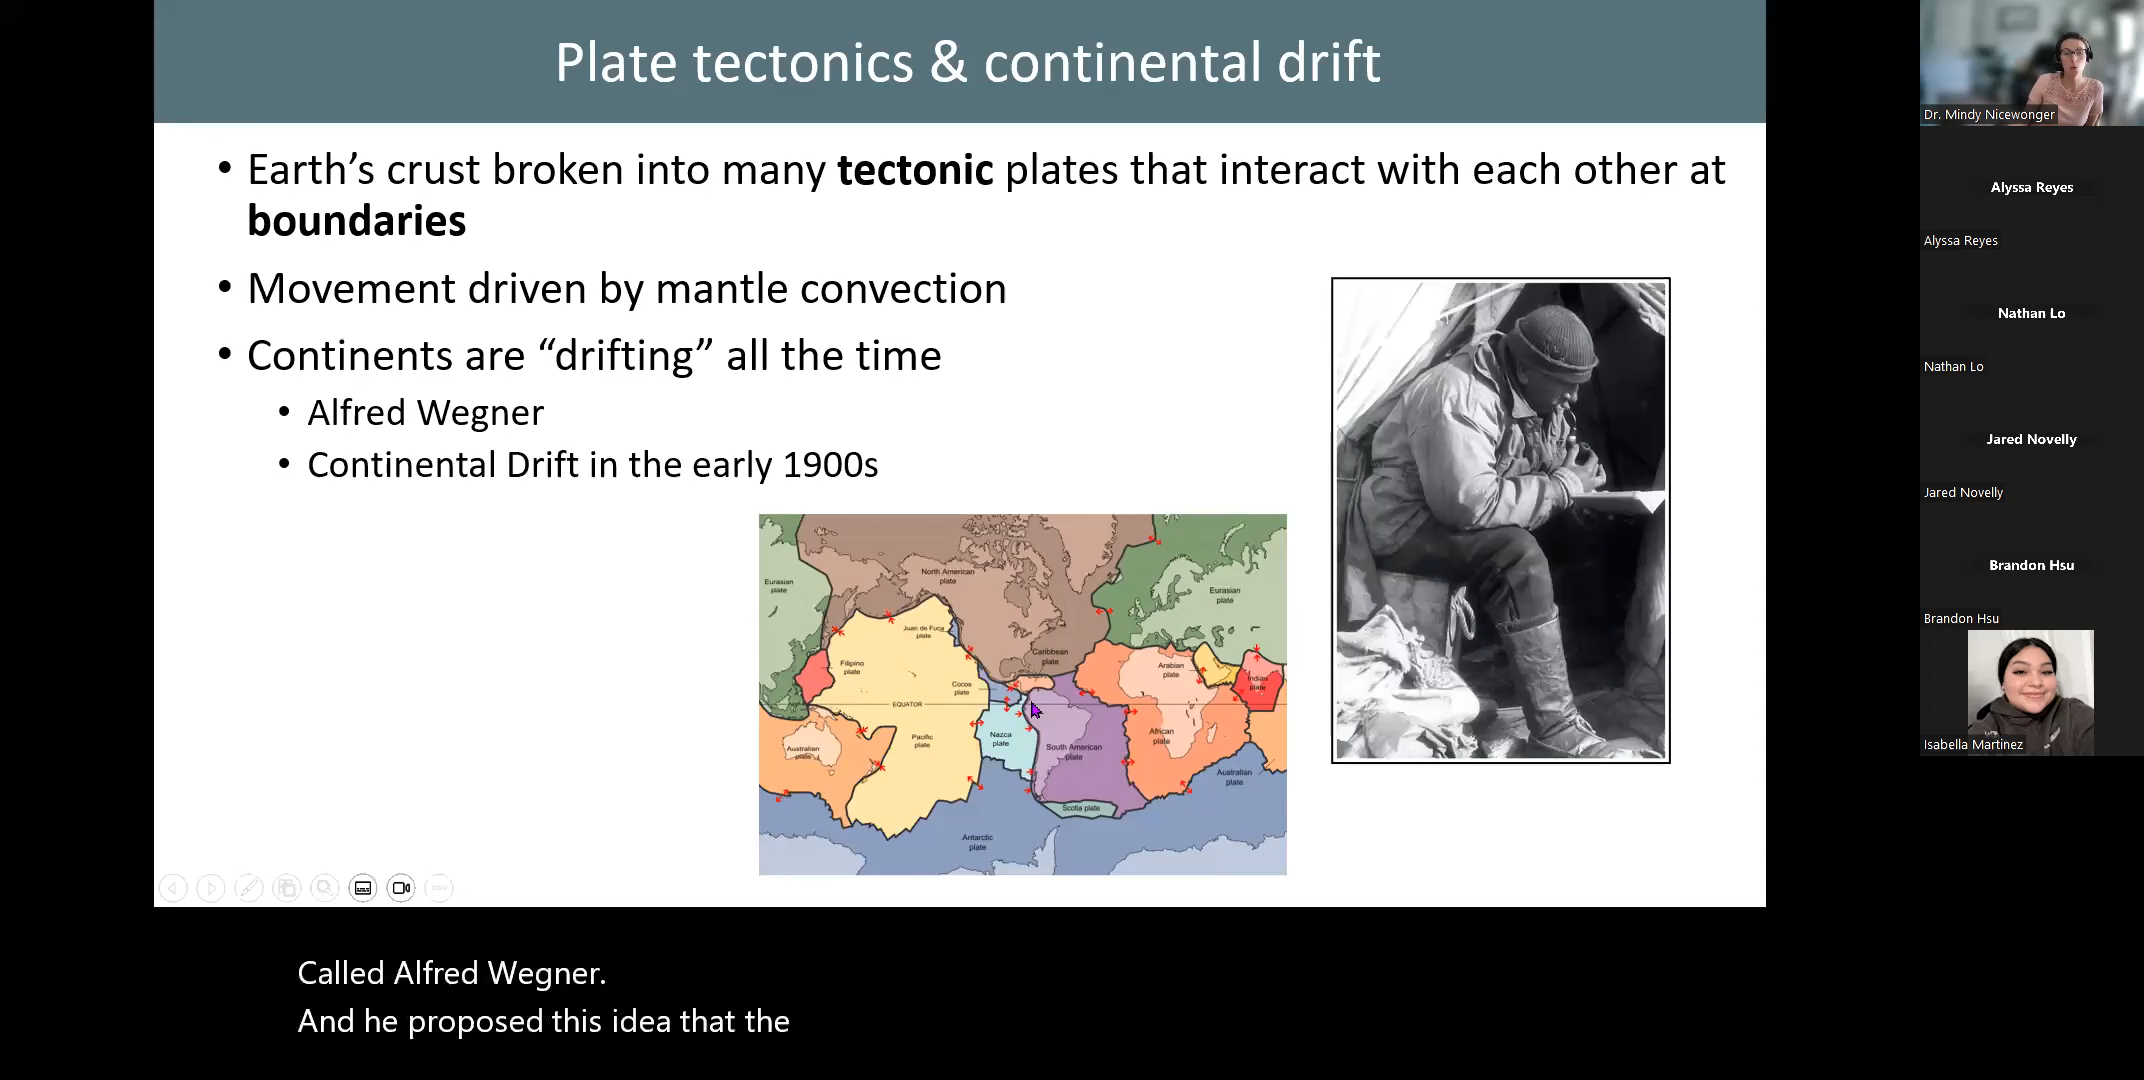 Plate tectonics & continental drift
• Earth’s crust broken into many tectonic plates that interact with each other at
boundaries
• Movement driven by mantle convection
• Continents are “drifting” all the time
• Alfred Wegner
• Continental Drift in the early 1900s
Eurasian
plate
North American
plate
Eurasian
plate
Juan de Fuca
plate
Filipino
plate
Caribbean
plate
Arabian
plate
Indian
plate
Cocos
plate
EQUATOR
Australian
plate
Pacific
plate
Nazca
plate
South American
plate
African
plate
Australian
plate
Scotia plate
Antarctic
plate
Called Alfred Wegner.
And he proposed this idea that the
Dr. Mindy Nicewonger
Alyssa Reyes
Alyssa Reyes
Nathan Lo
Nathan Lo
Jared Novelly
Jared Novelly
Brandon Hsu
Brandon Hsu
Isabella Martinez